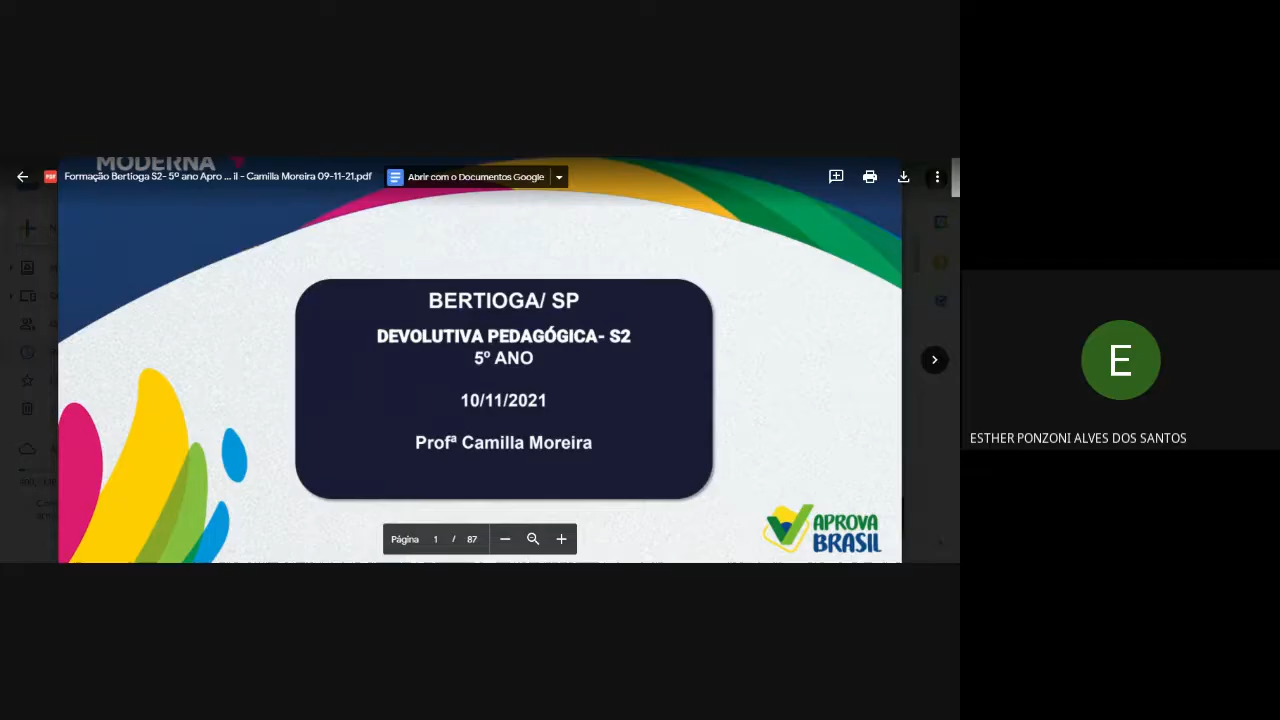 MODERNA
Formação Bertioga S2- 5º ano Apro ... il - Camilla Moreira 09-11-21.pdf
Abrir com o Documentos Google
BERTIOGA/ SP
DEVOLUTIVA PEDAGÓGICA- S2
5º ANO
10/11/2021
Profª Camilla Moreira
APROVA
BRASIL
Página 1 / 87
E
ESTHER PONZONI ALVES DOS SANTOS